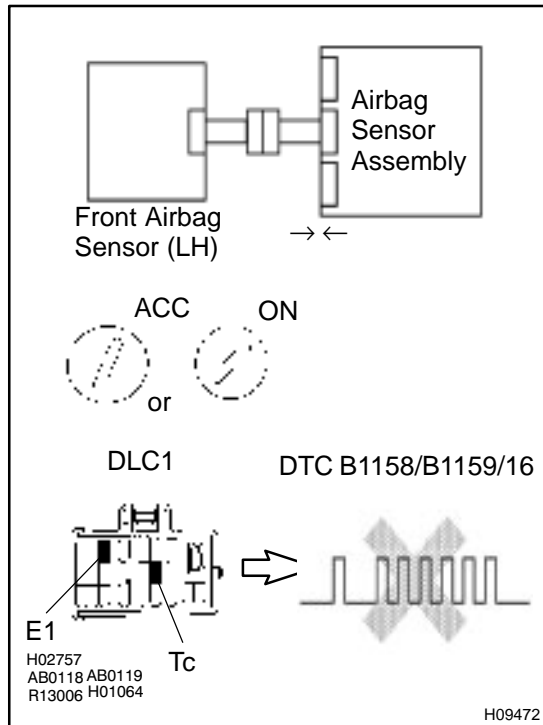 Airbag
Sensor
Assembly
Front Airbag
Sensor (LH)
ACC
ON
or
DLC1
DTC B1158/B1159/16
E1
Tc
H02757
AB0118 AB0119
R13006 H01064
H09472